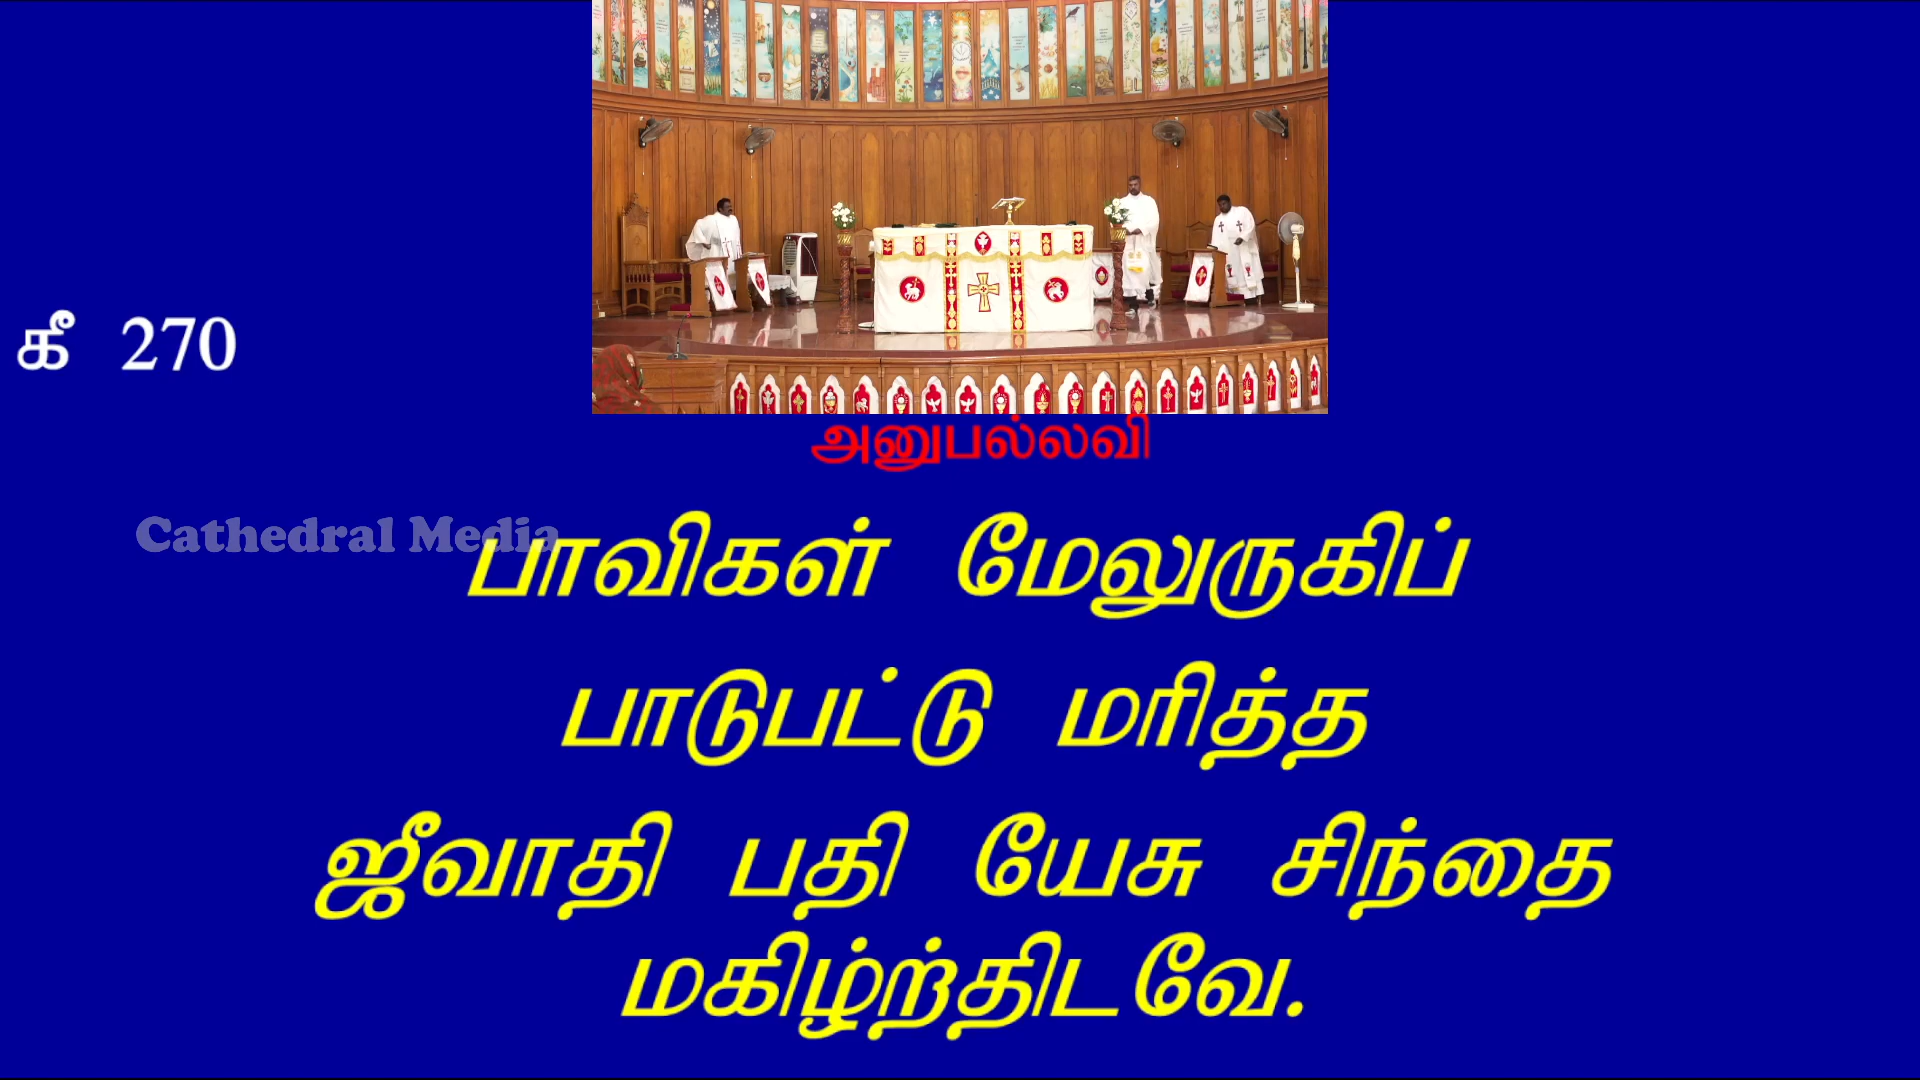 கீ 270
அனுபல்லவி
Cathedral Media
பாவிகள் மேலுருகிப்
பாடுபட்டு மரித்த
ஜீவாதி பதி யேசு சிந்தை
மகிழ்ற்திடவே.